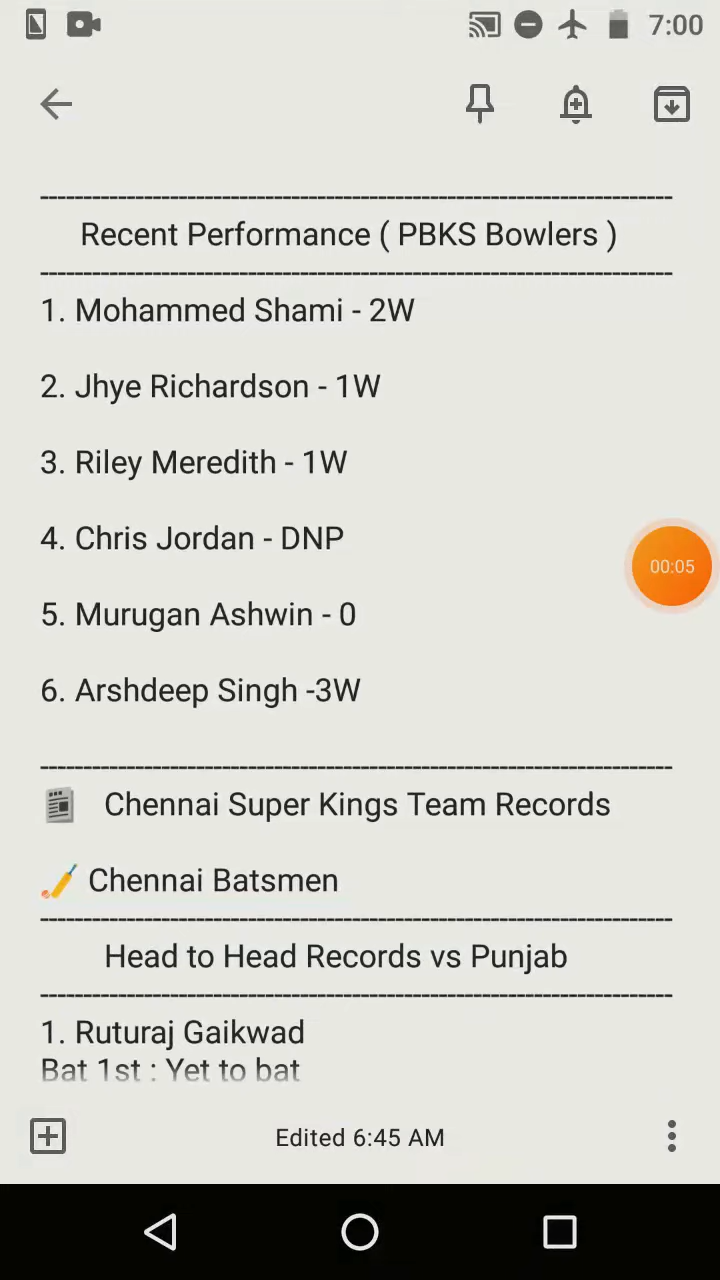 7:00
--------------------------------------------------------------------
Recent Performance ( PBKS Bowlers )
--------------------------------------------------------------------
1. Mohammed Shami - 2W
2. Jhye Richardson - 1W
3. Riley Meredith - 1W
4. Chris Jordan - DNP
00:05
5. Murugan Ashwin - 0
6. Arshdeep Singh -3W
--------------------------------------------------------------------
Chennai Super Kings Team Records
Chennai Batsmen
--------------------------------------------------------------------
Head to Head Records vs Punjab
--------------------------------------------------------------------
1. Ruturaj Gaikwad
Bat 1st : Yet to bat
Edited 6:45 AM